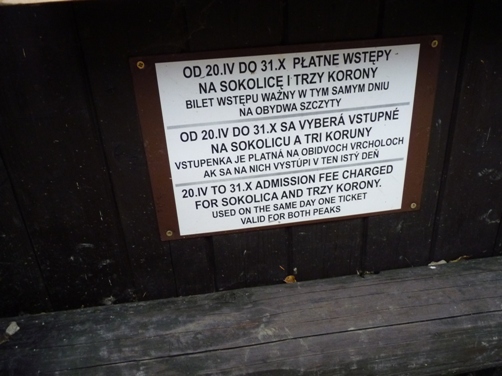 OD 20.IV DO 31.X PŁATNE WSTĘPY
NA SOKOLICĘ I TRZY KORONY
BILET WSTĘPU WAŻNY W TYM SAMYM DNIU
NA OBYDWA SZCZYTY
OD 20.IV DO 31.X SA VYBERÁ VSTUPNÉ
NA SOKOLICU A TRI KORUNY
VSTUPENKA JE PLATNÁ NA OBIDVOCH VRCHOLOCH
AK SA NA NICH VYSTÚPI V TEN ISTÝ DEŇ
20.IV TO 31.X ADMISSION FEE CHARGED
FOR SOKOLICA AND TRZY KORONY.
USED ON THE SAME DAY ONE TICKET
VALID FOR BOTH PEAKS